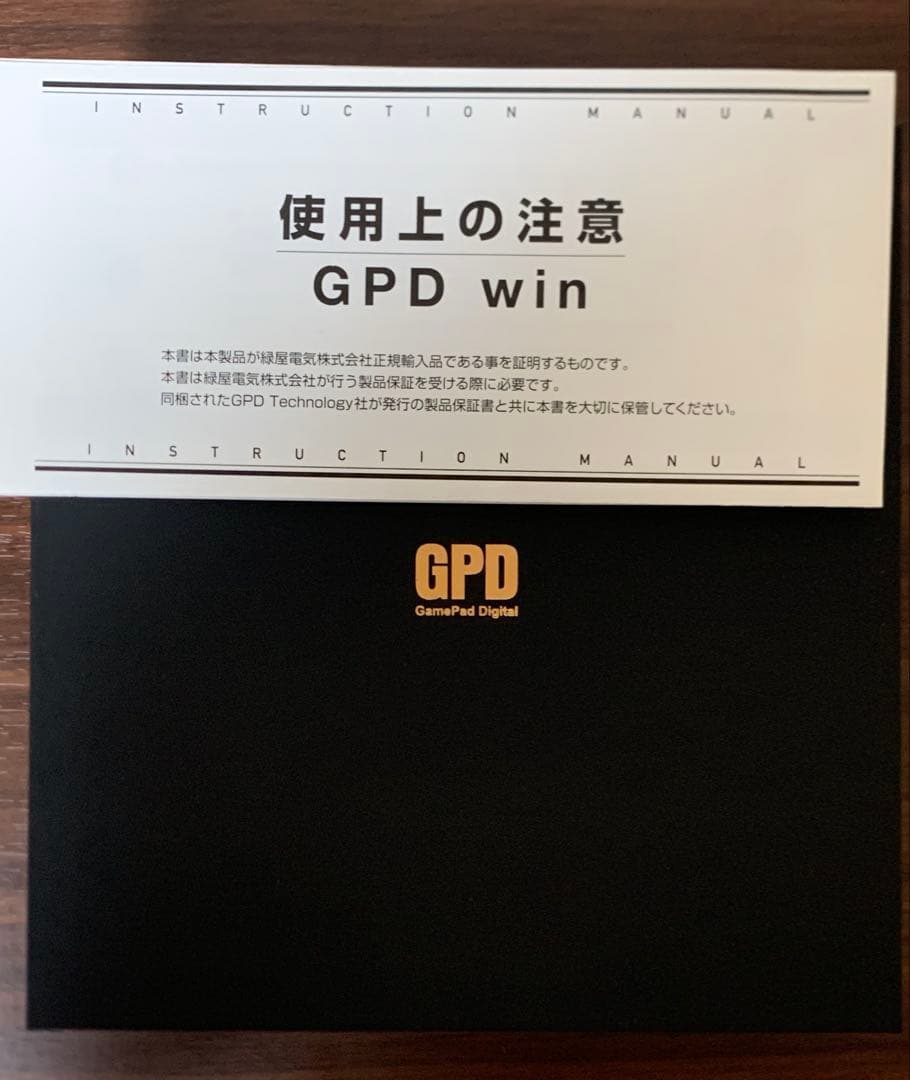 INSTRUCTION MANUAL
使用上の注意
GPD win
本書は本製品が緑屋電気株式会社正規輸入品である事を証明するものです。
本書は緑屋電気株式会社が行う製品保証を受ける際に必要です。
同梱されたGPD Technology社が発行の製品保証書と共に本書を大切に保管してください。
INSTRUCTION MANUAL
GPD
GamePad Digital